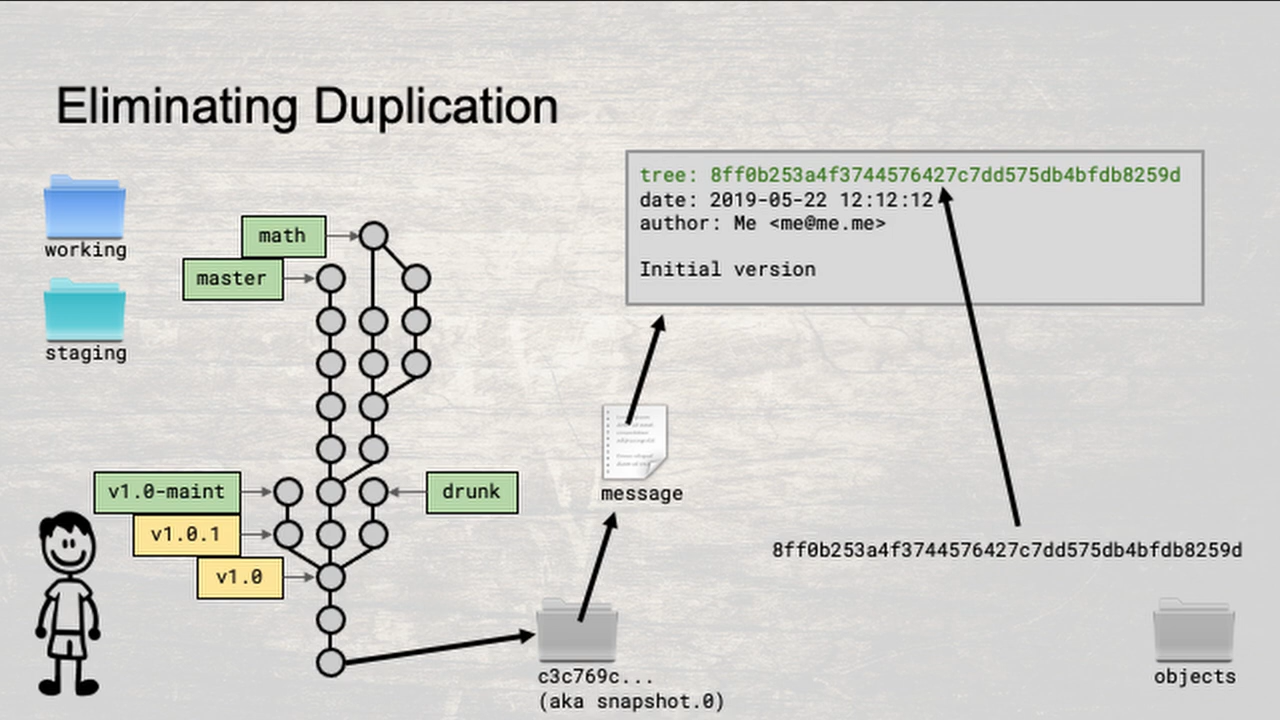 Eliminating Duplication
working
staging
math
master
v1.0-maint
v1.0.1
v1.0
drunk
tree: 8ff0b253a4f3744576427c7dd575db4bfdb8259d
date: 2019-05-22 12:12:12
author: Me <me@me.me>
Initial version
message
8ff0b253a4f3744576427c7dd575db4bfdb8259d
c3c769c...
(aka snapshot.0)
objects